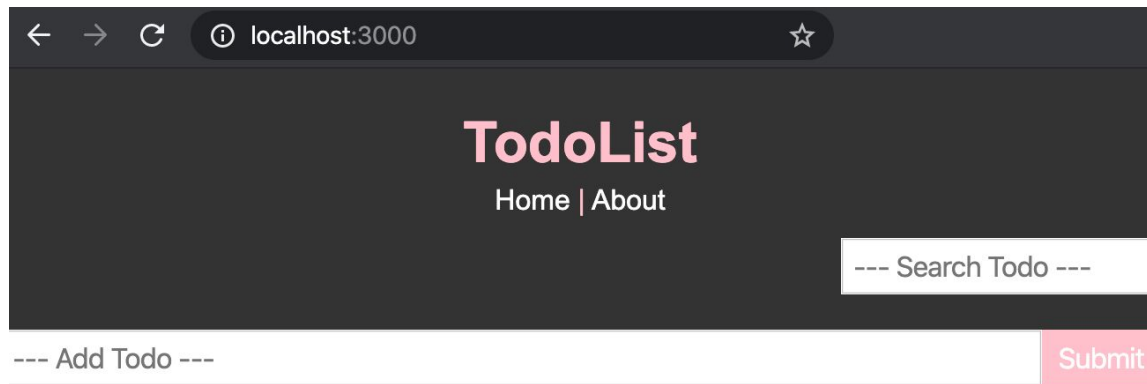 localhost:3000
TodoList
Home | About
--- Search Todo ---
--- Add Todo ---
Submit